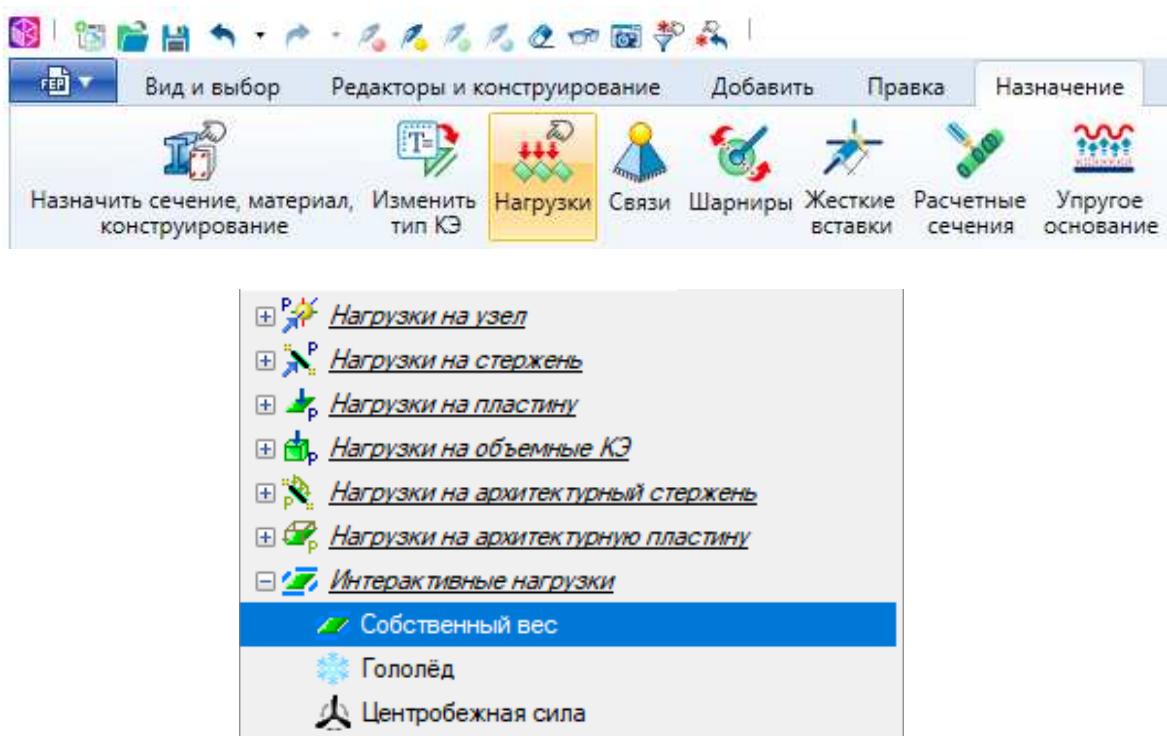 FEP
Вид и выбор Редакторы и конструирование Добавить Правка Назначение
T=
Назначить сечение, материал, Изменить Нагрузки Связи Шарниры Жесткие Расчетные Упругое
конструирование тип КЭ вставки сечения основание
P Нагрузки на узел
P Нагрузки на стержень
P Нагрузки на пластину
P Нагрузки на объемные КЭ
P Нагрузки на архитектурный стержень
P Нагрузки на архитектурную пластину
Интерактивные нагрузки
Собственный вес
Гололёд
Центробежная сила